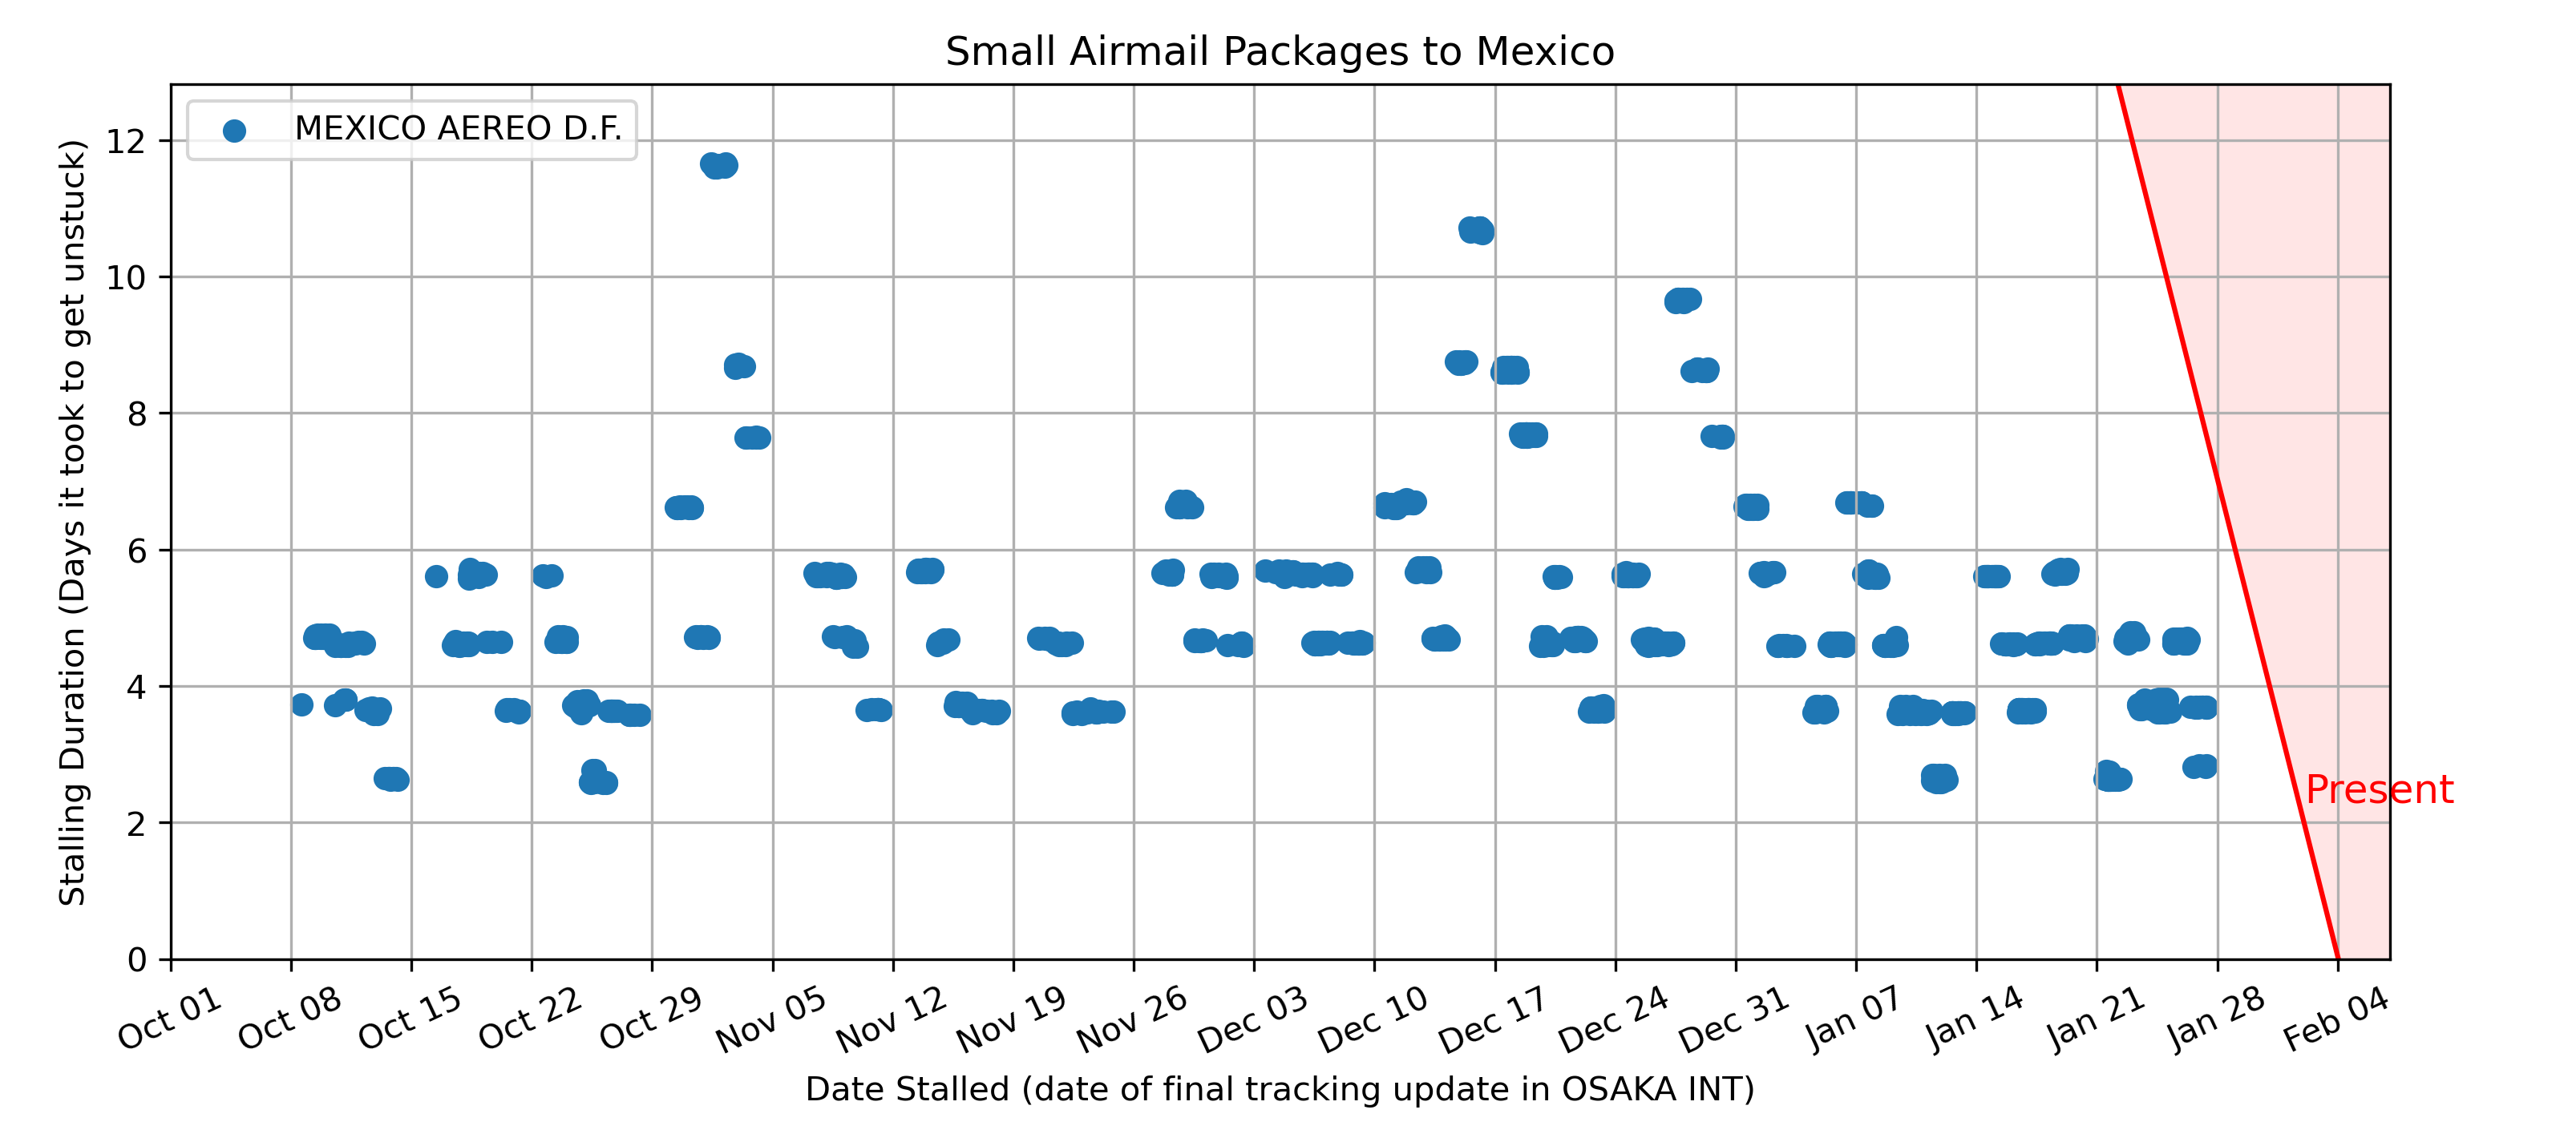 Small Airmail Packages to Mexico
MEXICO AEREO D.F.
Stalling Duration (Days it took to get unstuck)
12
10
8
6
4
2
0
Present
Oct 01
Oct 08
Oct 15
Oct 22
Oct 29
Nov 05
Nov 12
Nov 19
Nov 26
Dec 03
Dec 10
Dec 17
Dec 24
Dec 31
Jan 07
Jan 14
Jan 21
Jan 28
Feb 04
Date Stalled (date of final tracking update in OSAKA INT)